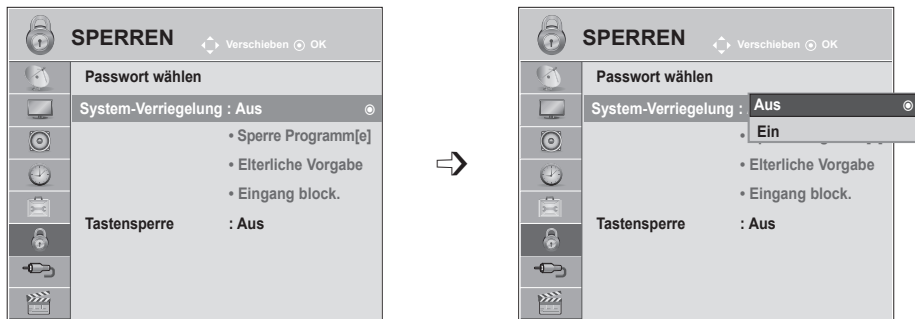 SPERREN
Verschieben OK
Passwort wählen
System-Verriegelung : Aus
• Sperre Programm[e]
• Elterliche Vorgabe
• Eingang block.
Tastensperre : Aus
SPERREN
Verschieben OK
Passwort wählen
System-Verriegelung :
Aus
Ein
• Elterliche Vorgabe
• Eingang block.
Tastensperre : Aus